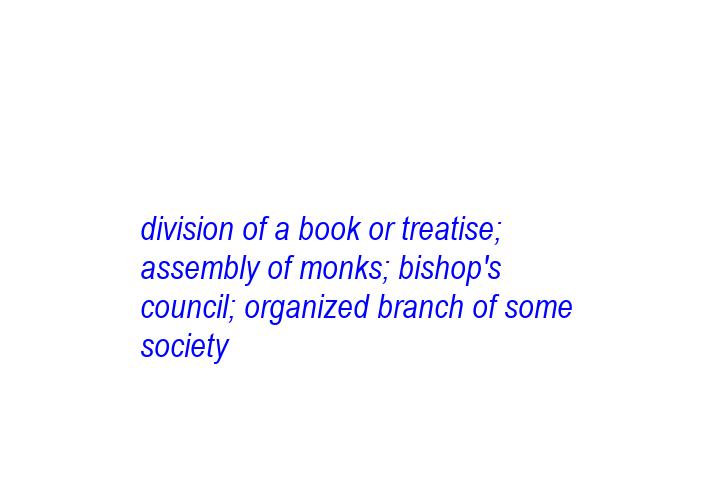 division of a book or treatise;
assembly of monks; bishop's
council; organized branch of some
society